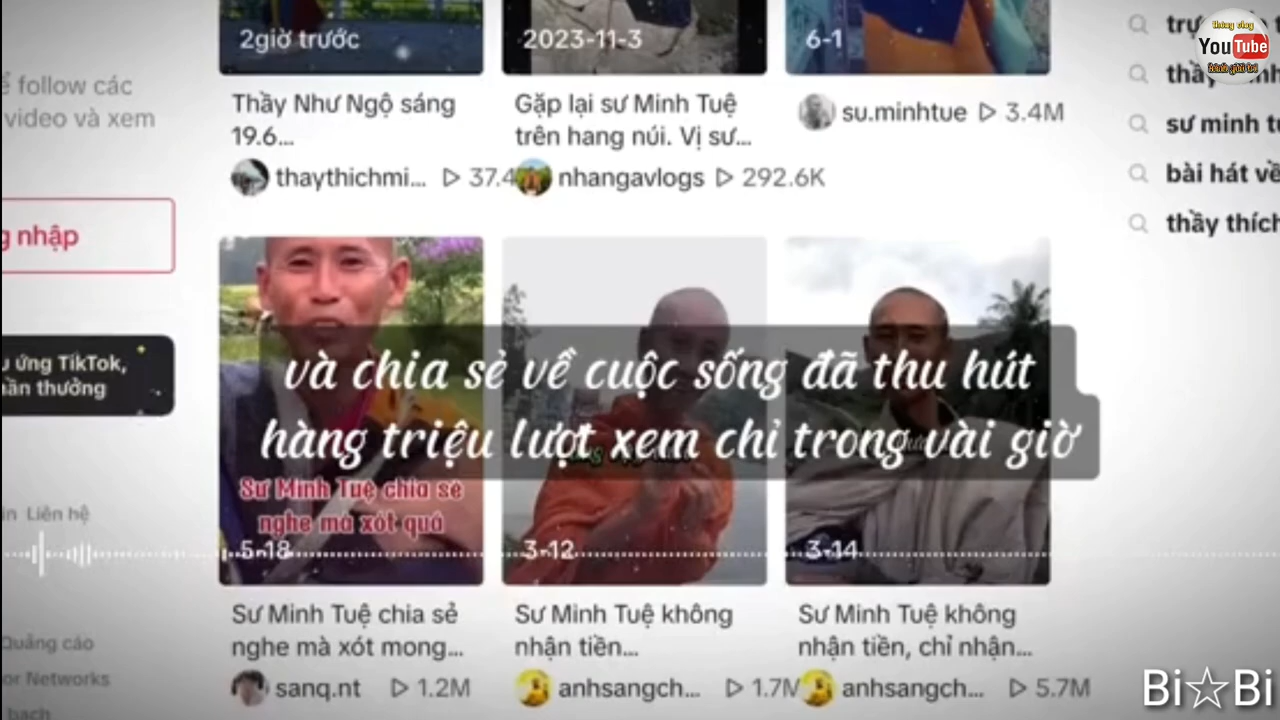 2giờ trước
2023-11-3
6-1
YouTube
ể follow các
video và xem
Thầy Như Ngộ sáng
19.6...
thaythichmi...
37.4
Gặp lại sư Minh Tuệ
trên hang núi. Vị sư...
nhangavlogs
292.6K
su.minhtue
3.4M
sư minh t
bài hát về
thầy thích
g nhập
ứng TikTok,
ần thưởng
và chia sẻ về cuộc sống đã thu hút
hàng triệu lượt xem chỉ trong vài giờ
Liên hệ
Sư Minh Tuệ chia sẻ
nghe mà xót quá
5-18
3-12
3-14
Sư Minh Tuệ chia sẻ
nghe mà xót mong...
sanq.nt
1.2M
Sư Minh Tuệ không
nhận tiền...
anhsangch...
1.7M
Sư Minh Tuệ không
nhận tiền, chỉ nhận...
anhsangch...
5.7M
Quảng cáo
or Networks
bạch
Bi☆Bi